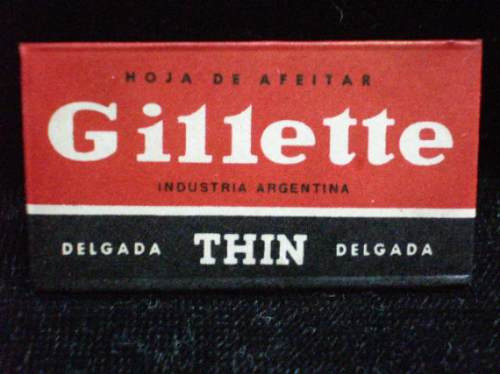 HOJA DE AFEITAR
Gillette
INDUSTRIA ARGENTINA
DELGADA THIN DELGADA